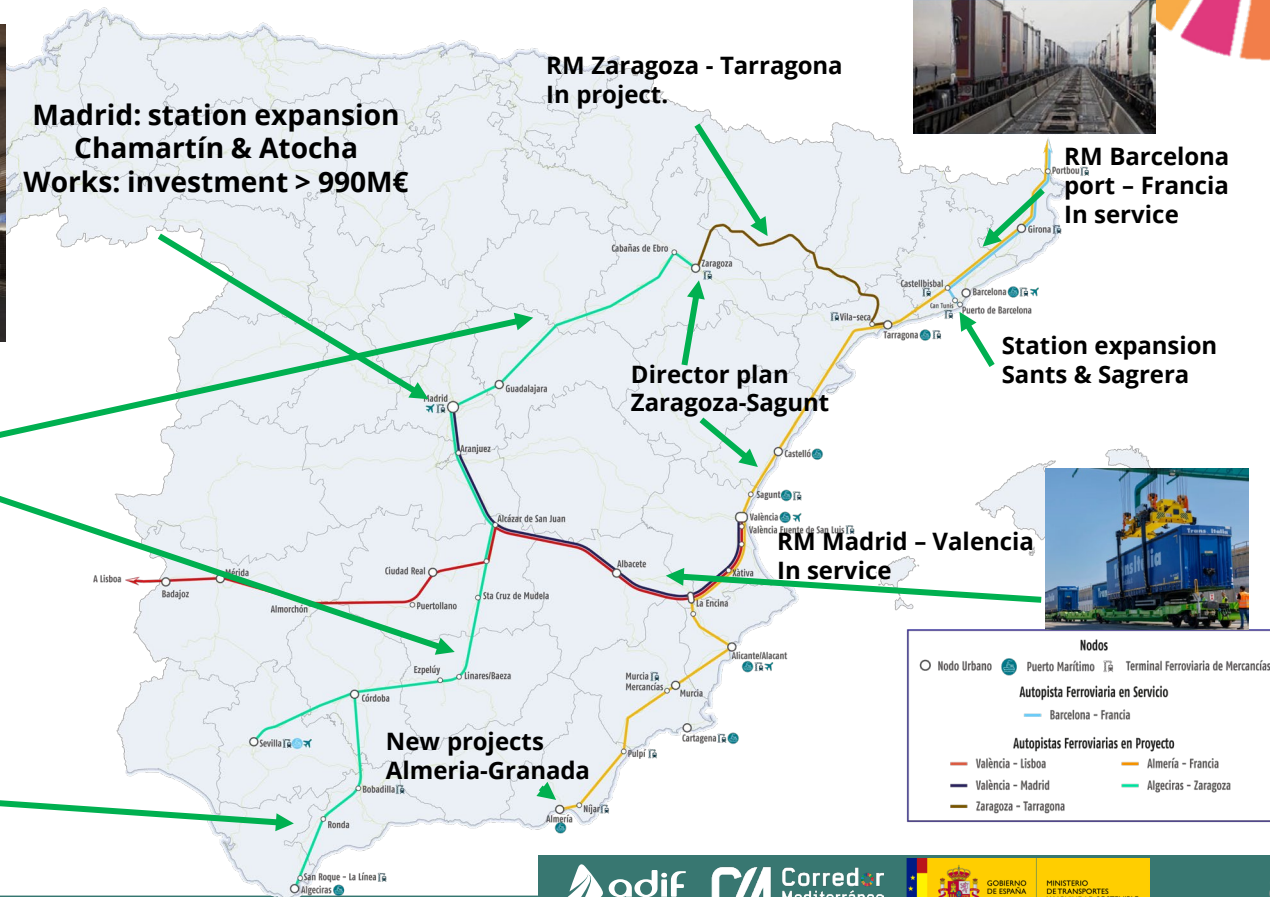 RM Zaragoza - Tarragona
In project.
Madrid: station expansion
Chamartín & Atocha
Works: investment > 990M€
RM Barcelona
port – Francia
In service
Portbou
Girona
Cabañas de Ebro
Zaragoza
Castellbisbal
Barcelona
Can Tunis
Puerto de Barcelona
Vila-seca
Tarragona
Station expansion
Sants & Sagrera
Director plan
Zaragoza-Sagunt
Guadalajara
Madrid
Aranjuez
Castelló
Sagunt
València
València Fuente de San Luis
RM Madrid – Valencia
In service
Alcázar de San Juan
Albacete
Xàtiva
La Encina
A Lisboa
Badajoz
Mérida
Almorchón
Ciudad Real
Puertollano
Sta Cruz de Mudela
Alicante/Alacant
Ezpelúy
Linares/Baeza
Murcia
Mercancías
Murcia
Córdoba
Cartagena
Sevilla
New projects
Almeria-Granada
Pulpí
Bobadilla
Níjar
Almería
Ronda
San Roque – La Línea
Algeciras
Nodos
Nodo Urbano
Puerto Marítimo
Terminal Ferroviaria de Mercancías
Autopista Ferroviaria en Servicio
Barcelona – Francia
Autopistas Ferroviarias en Proyecto
València – Lisboa
Almería – Francia
València – Madrid
Algeciras – Zaragoza
Zaragoza – Tarragona
adif
Corredor
Mediterráneo
GOBIERNO
DE ESPAÑA
MINISTERIO
DE TRANSPORTES